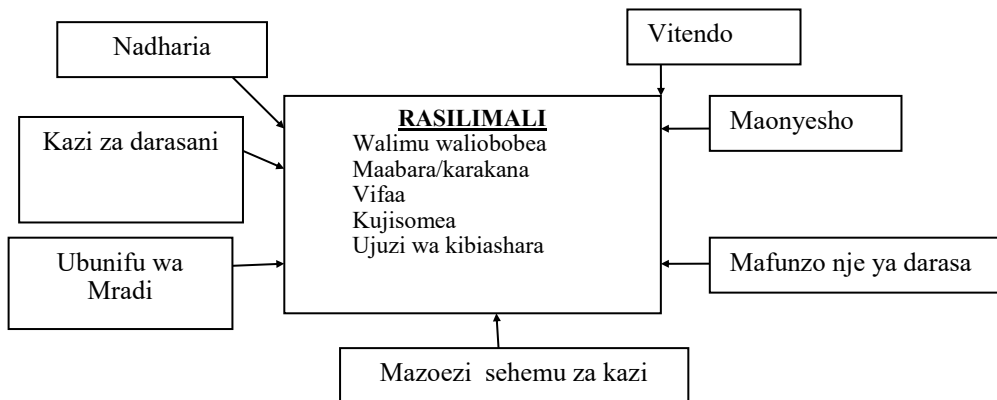 Nadharia
Vitendo
Kazi za darasani
RASILIMALI
Walimu waliobobea
Maabara/karakana
Vifaa
Kujisomea
Ujuzi wa kibiashara
Maonyesho
Ubunifu wa
Mradi
Mafunzo nje ya darasa
Mazoezi sehemu za kazi